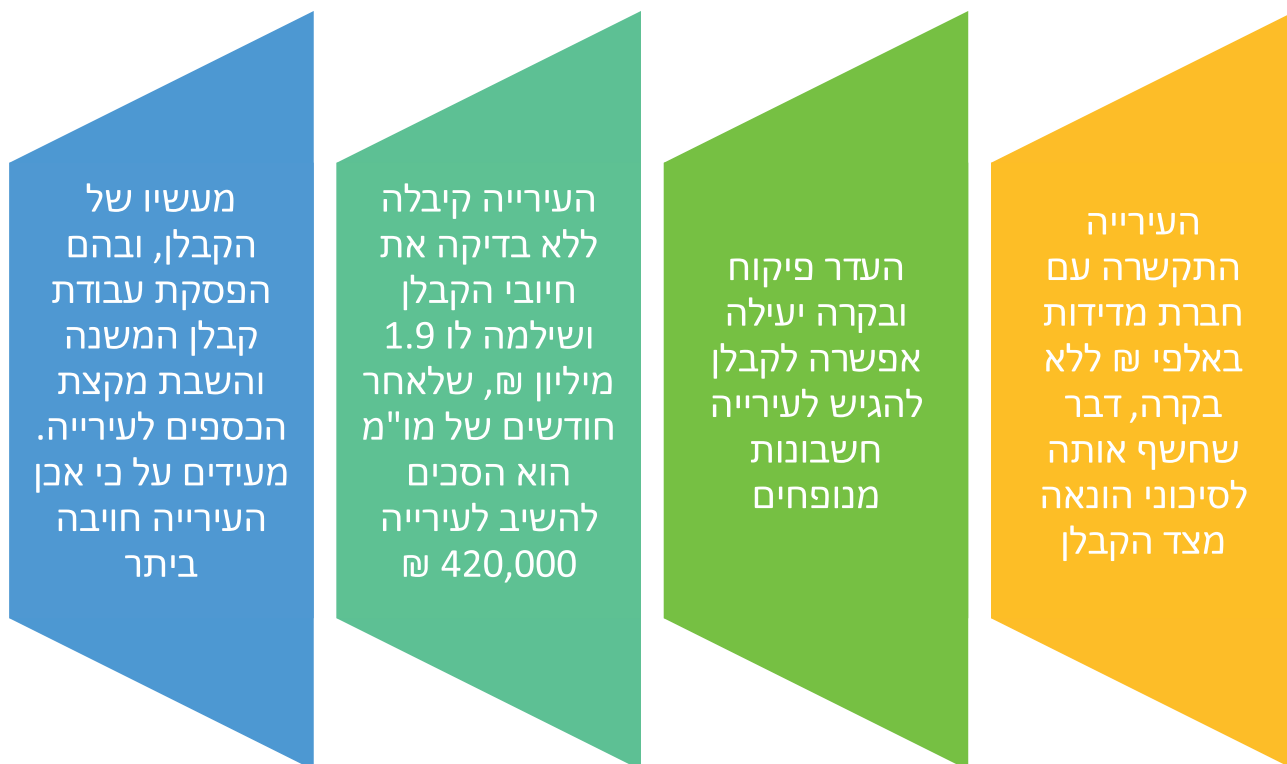 העירייה
התקשרה עם
חברת מדידות
באלפי ₪ ללא
בקרה, דבר
שחשף אותה
לסיכוני הונאה
מצד הקבלן
העדר פיקוח
ובקרה יעילה
אפשרה לקבלן
להגיש לעירייה
חשבונות
מנופחים
העירייה קיבלה
ללא בדיקה את
חיובי הקבלן
ושילמה לו 1.9
מיליון ₪, שלאחר
חודשים של מו"מ
הוא הסכים
להשיב לעירייה
420,000 ₪
מעשיו של
הקבלן, ובהם
הפסקת עבודת
קבלן המשנה
והשבת מקצת
הכספים לעירייה.
מעידים על כי אכן
העירייה חויבה
ביתר